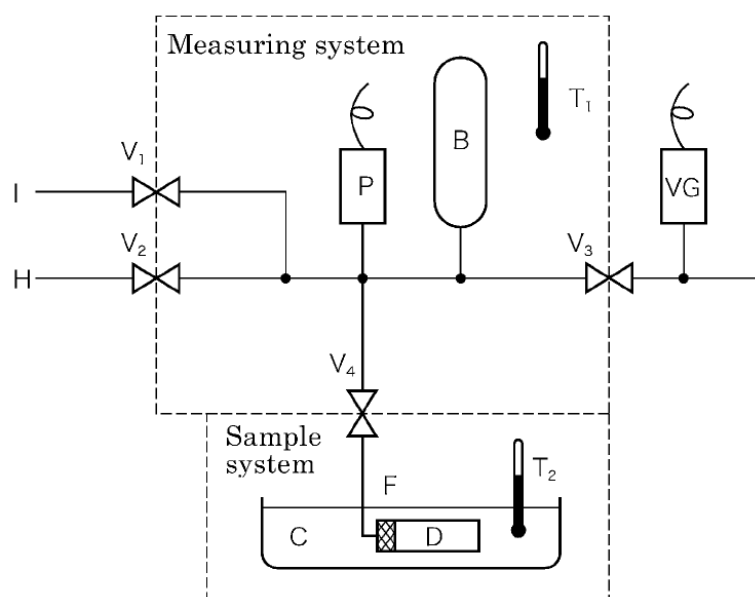 Measuring system
T₁
B
V₁
P
VG
I
V₂
V₃
H
V₄
Sample
system
T₂
F
C
D